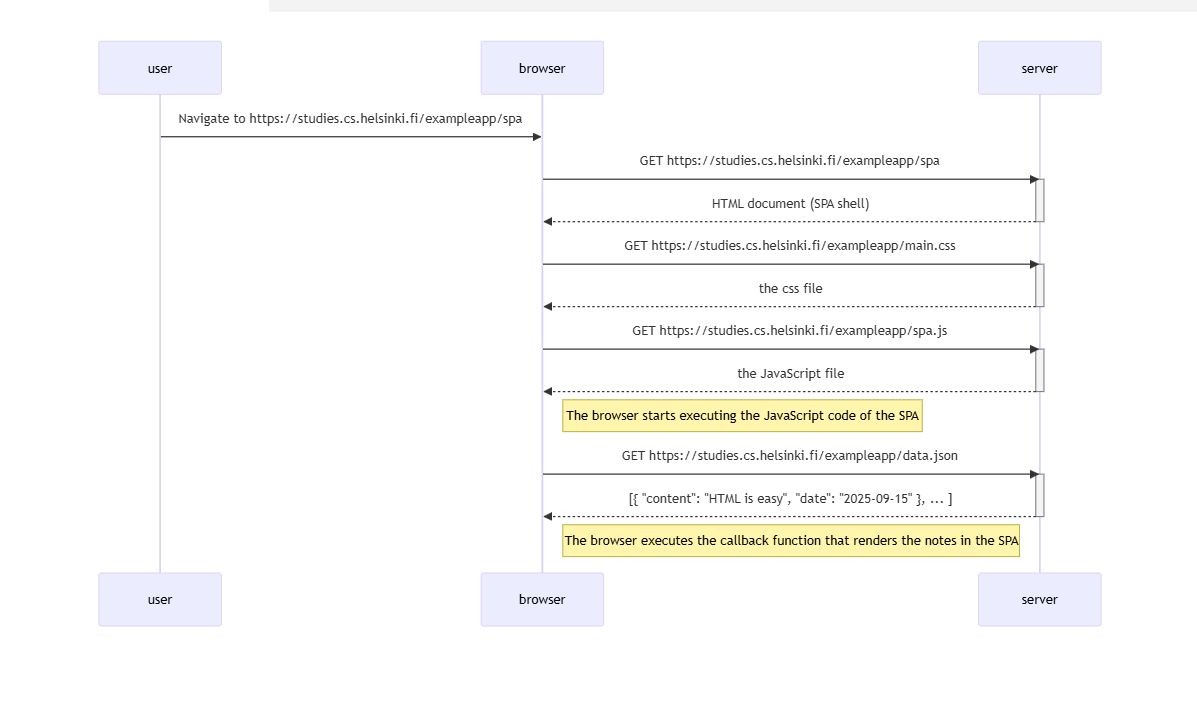 user
browser
server
Navigate to https://studies.cs.helsinki.fi/exampleapp/spa
GET https://studies.cs.helsinki.fi/exampleapp/spa
HTML document (SPA shell)
GET https://studies.cs.helsinki.fi/exampleapp/main.css
the css file
GET https://studies.cs.helsinki.fi/exampleapp/spa.js
the JavaScript file
The browser starts executing the JavaScript code of the SPA
GET https://studies.cs.helsinki.fi/exampleapp/data.json
[{ "content": "HTML is easy", "date": "2025-09-15" }, ... ]
The browser executes the callback function that renders the notes in the SPA
user
browser
server